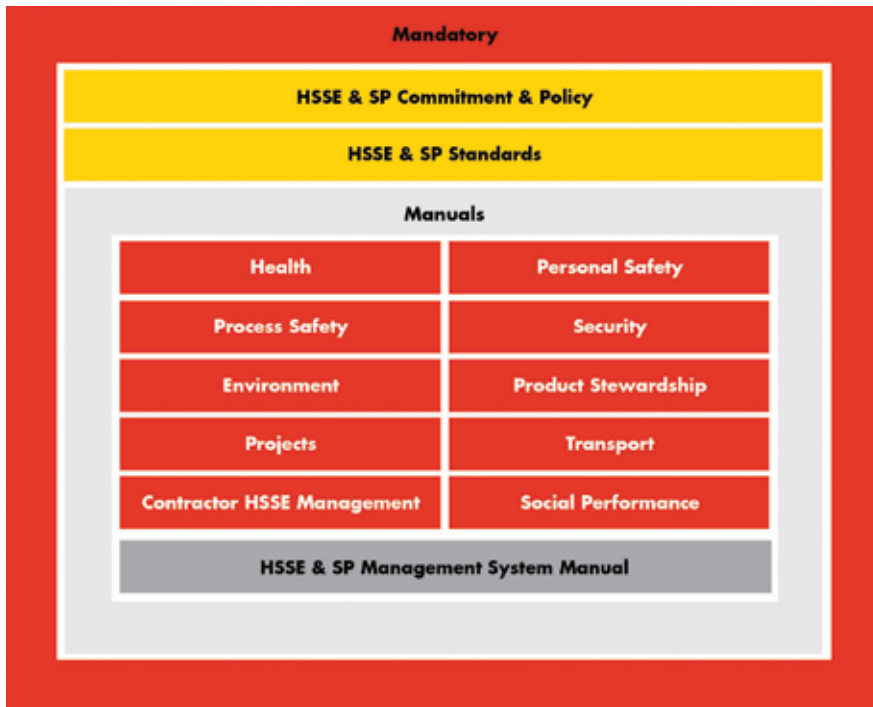 Mandatory
HSSE & SP Commitment & Policy
HSSE & SP Standards
Manuals
Health
Personal Safety
Process Safety
Security
Environment
Product Stewardship
Projects
Transport
Contractor HSSE Management
Social Performance
HSSE & SP Management System Manual